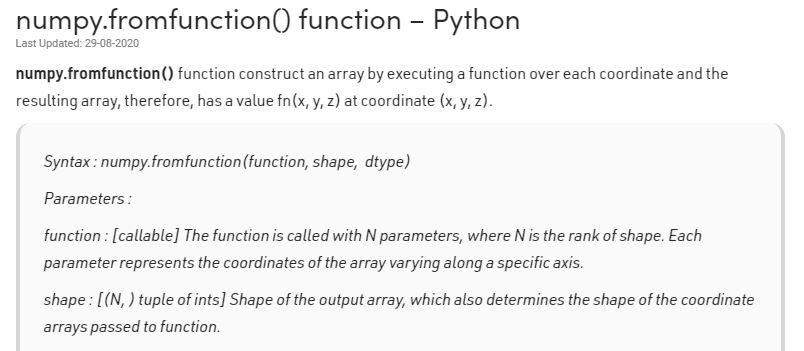 numpy.fromfunction() function – Python
Last Updated: 29-08-2020
numpy.fromfunction() function construct an array by executing a function over each coordinate and the
resulting array, therefore, has a value fn(x, y, z) at coordinate (x, y, z).
Syntax : numpy.fromfunction(function, shape, dtype)
Parameters :
function : [callable] The function is called with N parameters, where N is the rank of shape. Each
parameter represents the coordinates of the array varying along a specific axis.
shape : [(N, ) tuple of ints] Shape of the output array, which also determines the shape of the coordinate
arrays passed to function.